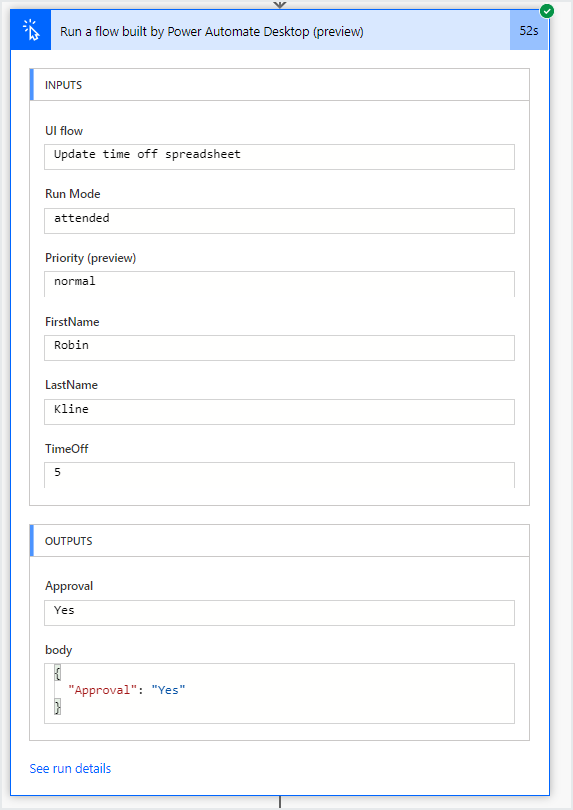 Run a flow built by Power Automate Desktop (preview) 52s
INPUTS
UI flow
Update time off spreadsheet
Run Mode
attended
Priority (preview)
normal
FirstName
Robin
LastName
Kline
TimeOff
5
OUTPUTS
Approval
Yes
body
{
"Approval": "Yes"
}
See run details